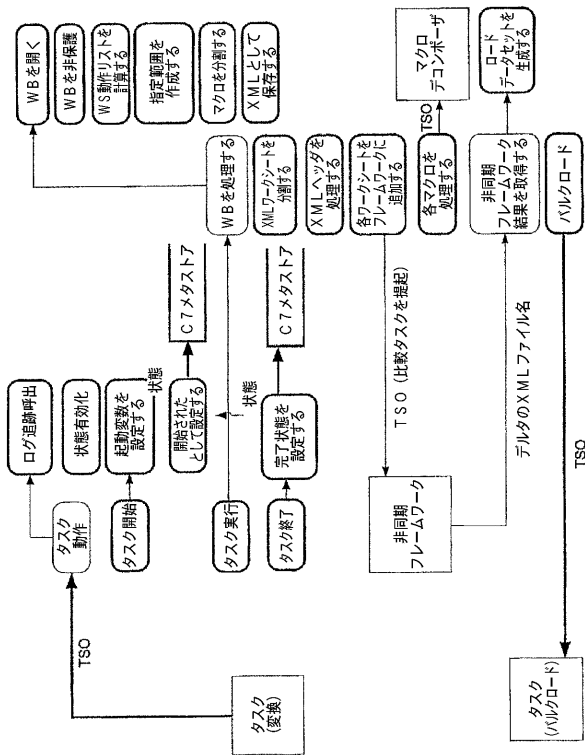 WBを開く
WBを非保護
WS動作リストを
計算する
指定範囲を
作成する
マクロを分割する
XMLとして
保存する
ログ追跡呼出
状態有効化
起動変数を
設定する
状態
開始された
として設定する
C7メタストア
タスク
動作
タスク開始
タスク実行
タスク終了
完了状態を
設定する
状態
C7メタストア
TSO
タスク
(変換)
WBを処理する
XMLワークシートを
分割する
XMLヘッダを
処理する
各ワークシートを
フレームワークに
追加する
各マクロを
処理する
TSO
マクロ
デコンポーザ
非同期
フレームワーク
結果を取得する
ロード
データセットを
生成する
バルクロード
TSO (比較タスクを提起)
非同期
フレームワーク
デルタのXMLファイル名
TSO
タスク
(バルクロード)